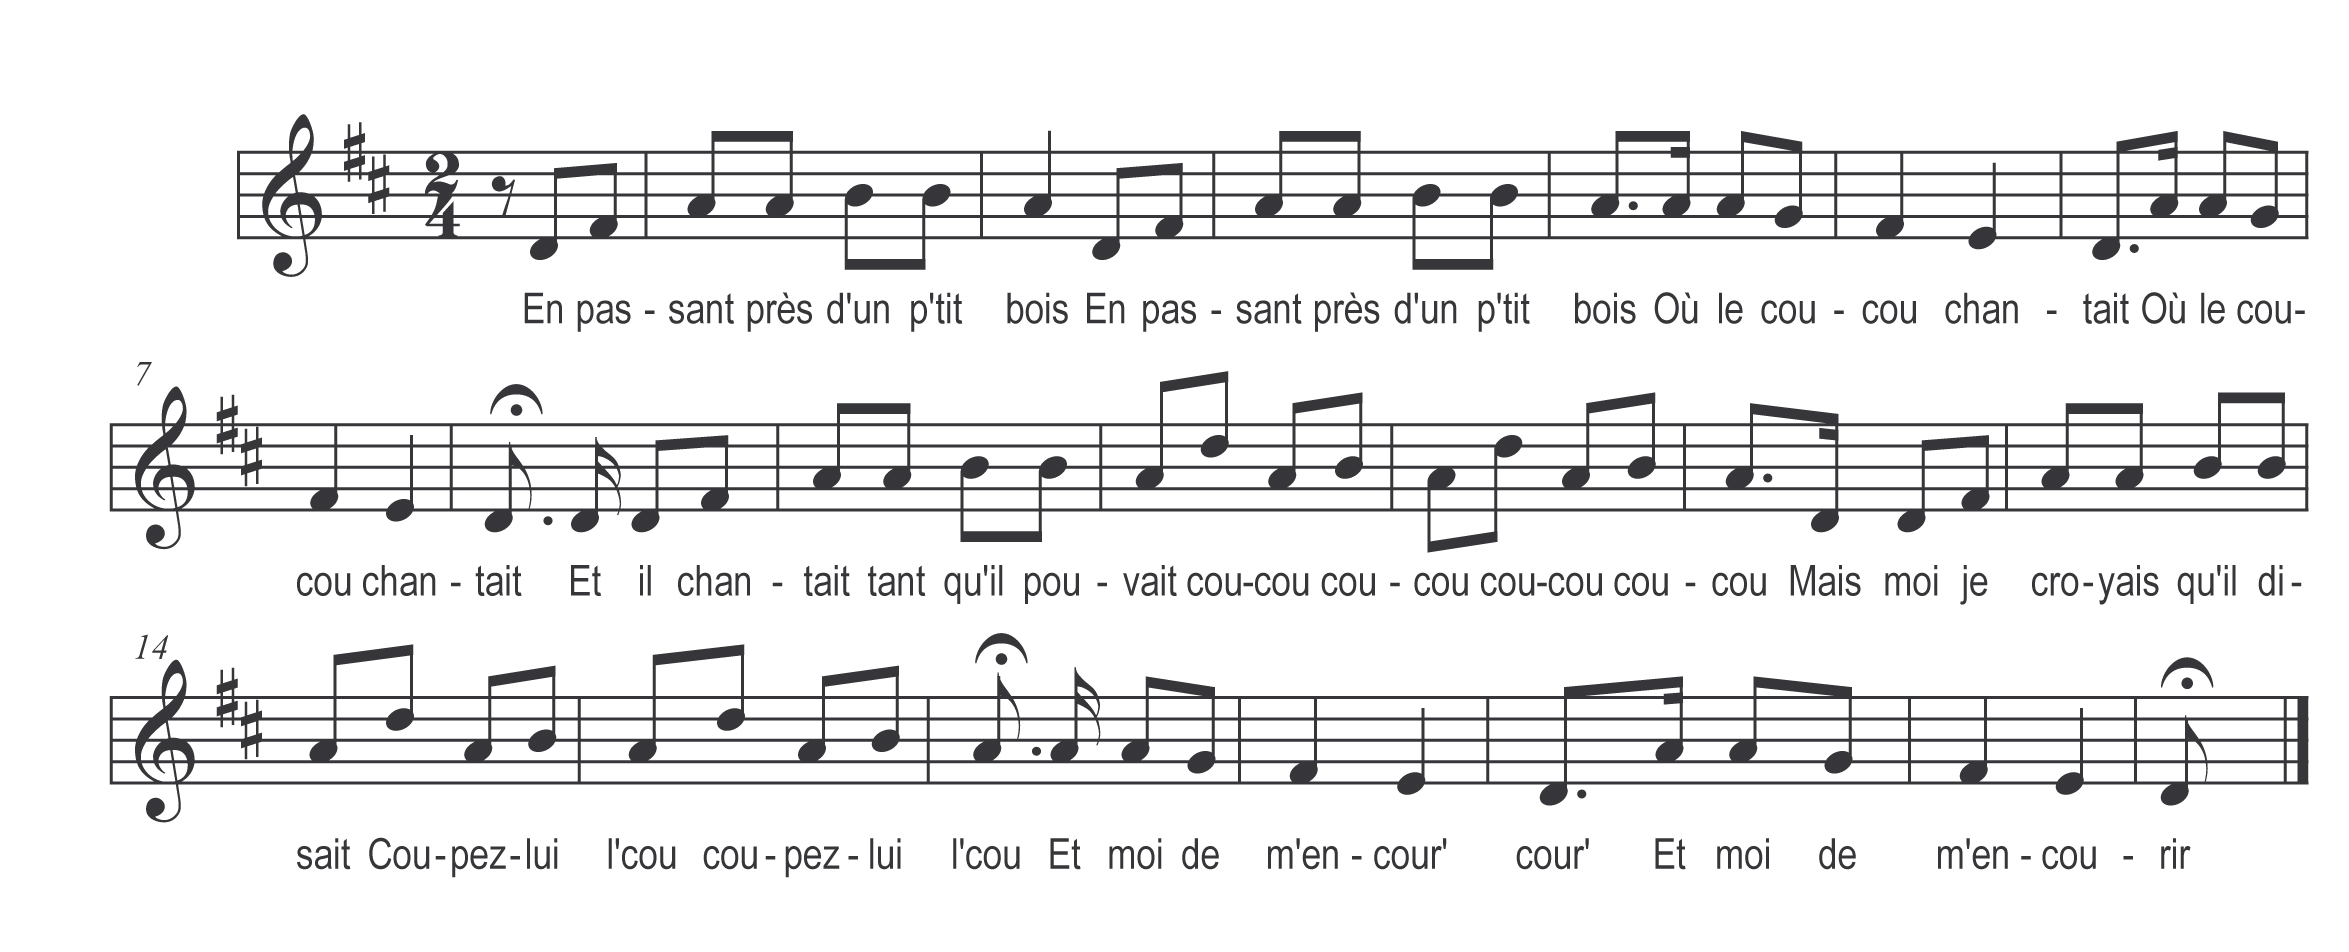 2/4
En pas - sant près d'un p'tit bois En pas - sant près d'un p'tit bois Où le cou - cou chan - tait Où le cou-
7
cou chan - tait Et il chan - tait tant qu'il pou - vait cou-cou cou - cou cou-cou cou - cou Mais moi je cro-yais qu'il di-
14
sait Cou-pez-lui l'cou cou-pez-lui l'cou Et moi de m'en - cour' cour' Et moi de m'en - cou - rir